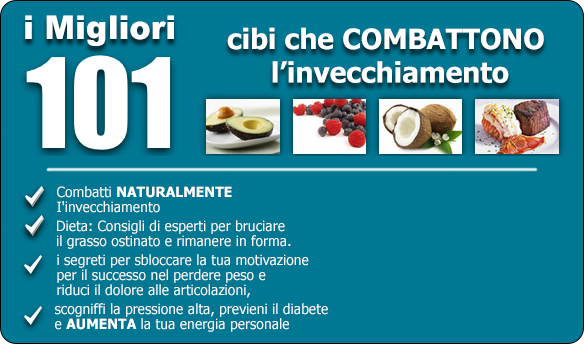 i Migliori
101
cibi che COMBATTONO
l’invecchiamento
Combatti NATURALMENTE
I'invecchiamento
Dieta: Consigli di esperti per bruciare
il grasso ostinato e rimanere in forma.
i segreti per sbloccare la tua motivazione
per il successo nel perdere peso e
riduci il dolore alle articolazioni,
scogniffi la pressione alta, previeni il diabete
e AUMENTA la tua energia personale